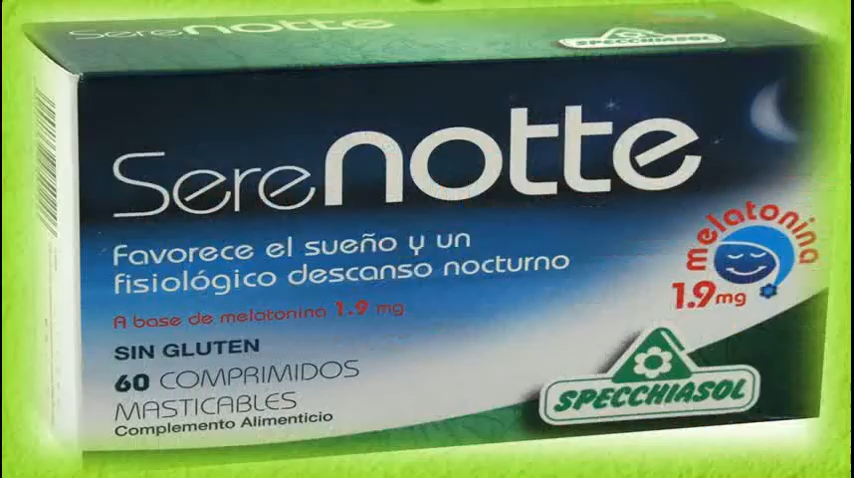 Serenotte
SPECCHIASOL
Serenotte
Favorece el sueño y un
fisiológico descanso nocturno
A base de melatonina 1.9 mg
SIN GLUTEN
60 COMPRIMIDOS
MASTICABLES
Complemento Alimenticio
melatonina
1.9mg
SPECCHIASOL